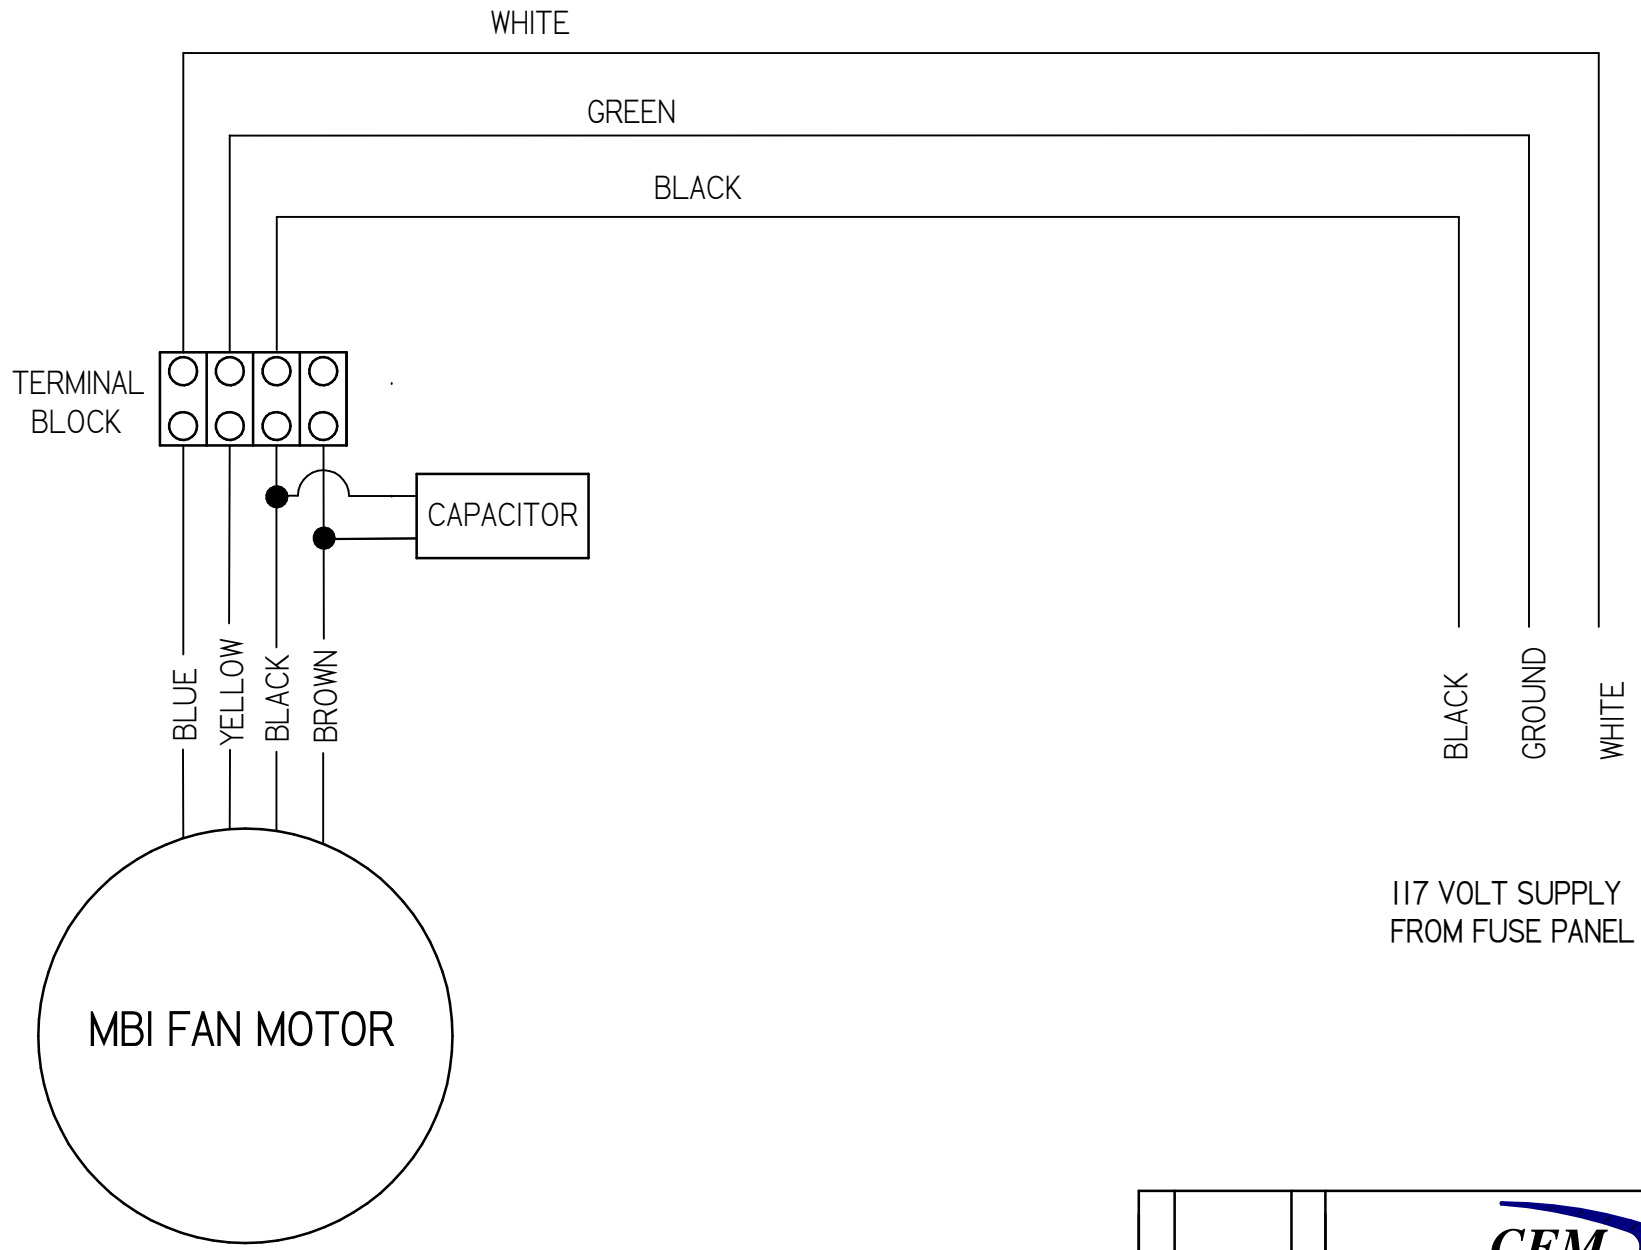 WHITE
GREEN
BLACK
TERMINAL
BLOCK
CAPACITOR
BLUE
YELLOW
BLACK
BROWN
BLACK
GROUND
WHITE
117 VOLT SUPPLY
FROM FUSE PANEL
MBI FAN MOTOR
CFM